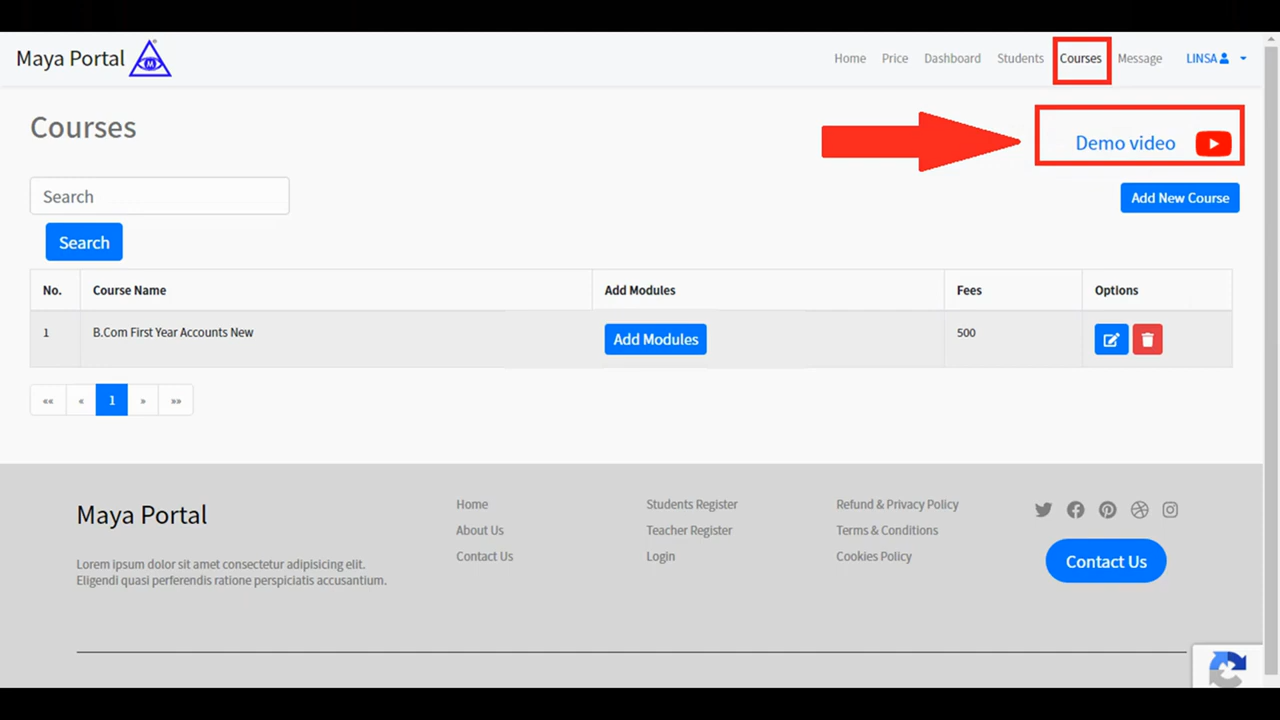 Maya Portal
Home Price Dashboard Students Courses Message LINSA
Courses
Demo video
Search
Add New Course
Search
No. Course Name Add Modules Fees Options
1 B.Com First Year Accounts New Add Modules 500
«« « 1 » »»
Maya Portal
Lorem ipsum dolor sit amet consectetur adipisicing elit.
Eligendi quasi perferendis ratione perspiciatis accusantium.
Home
About Us
Contact Us
Students Register
Teacher Register
Login
Refund & Privacy Policy
Terms & Conditions
Cookies Policy
Contact Us